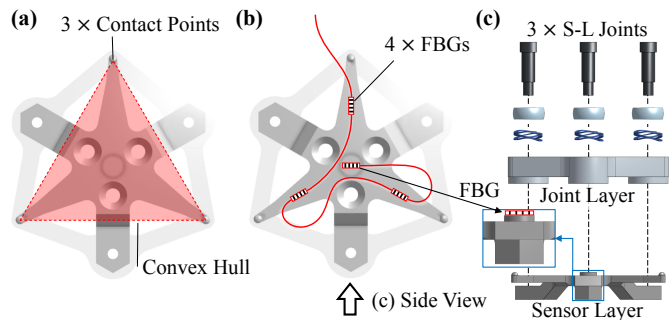 (a)
3 × Contact Points
Convex Hull
(b)
4 × FBGs
(c) Side View
(c)
3 × S-L Joints
Joint Layer
FBG
Sensor Layer